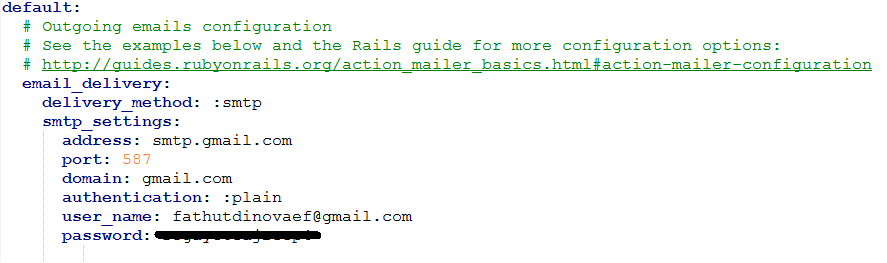 default:
# Outgoing emails configuration
# See the examples below and the Rails guide for more configuration options:
# http://guides.rubyonrails.org/action_mailer_basics.html#action-mailer-configuration
email_delivery:
delivery_method: :smtp
smtp_settings:
address: smtp.gmail.com
port: 587
domain: gmail.com
authentication: :plain
user_name: fathutdinovaef@gmail.com
password: